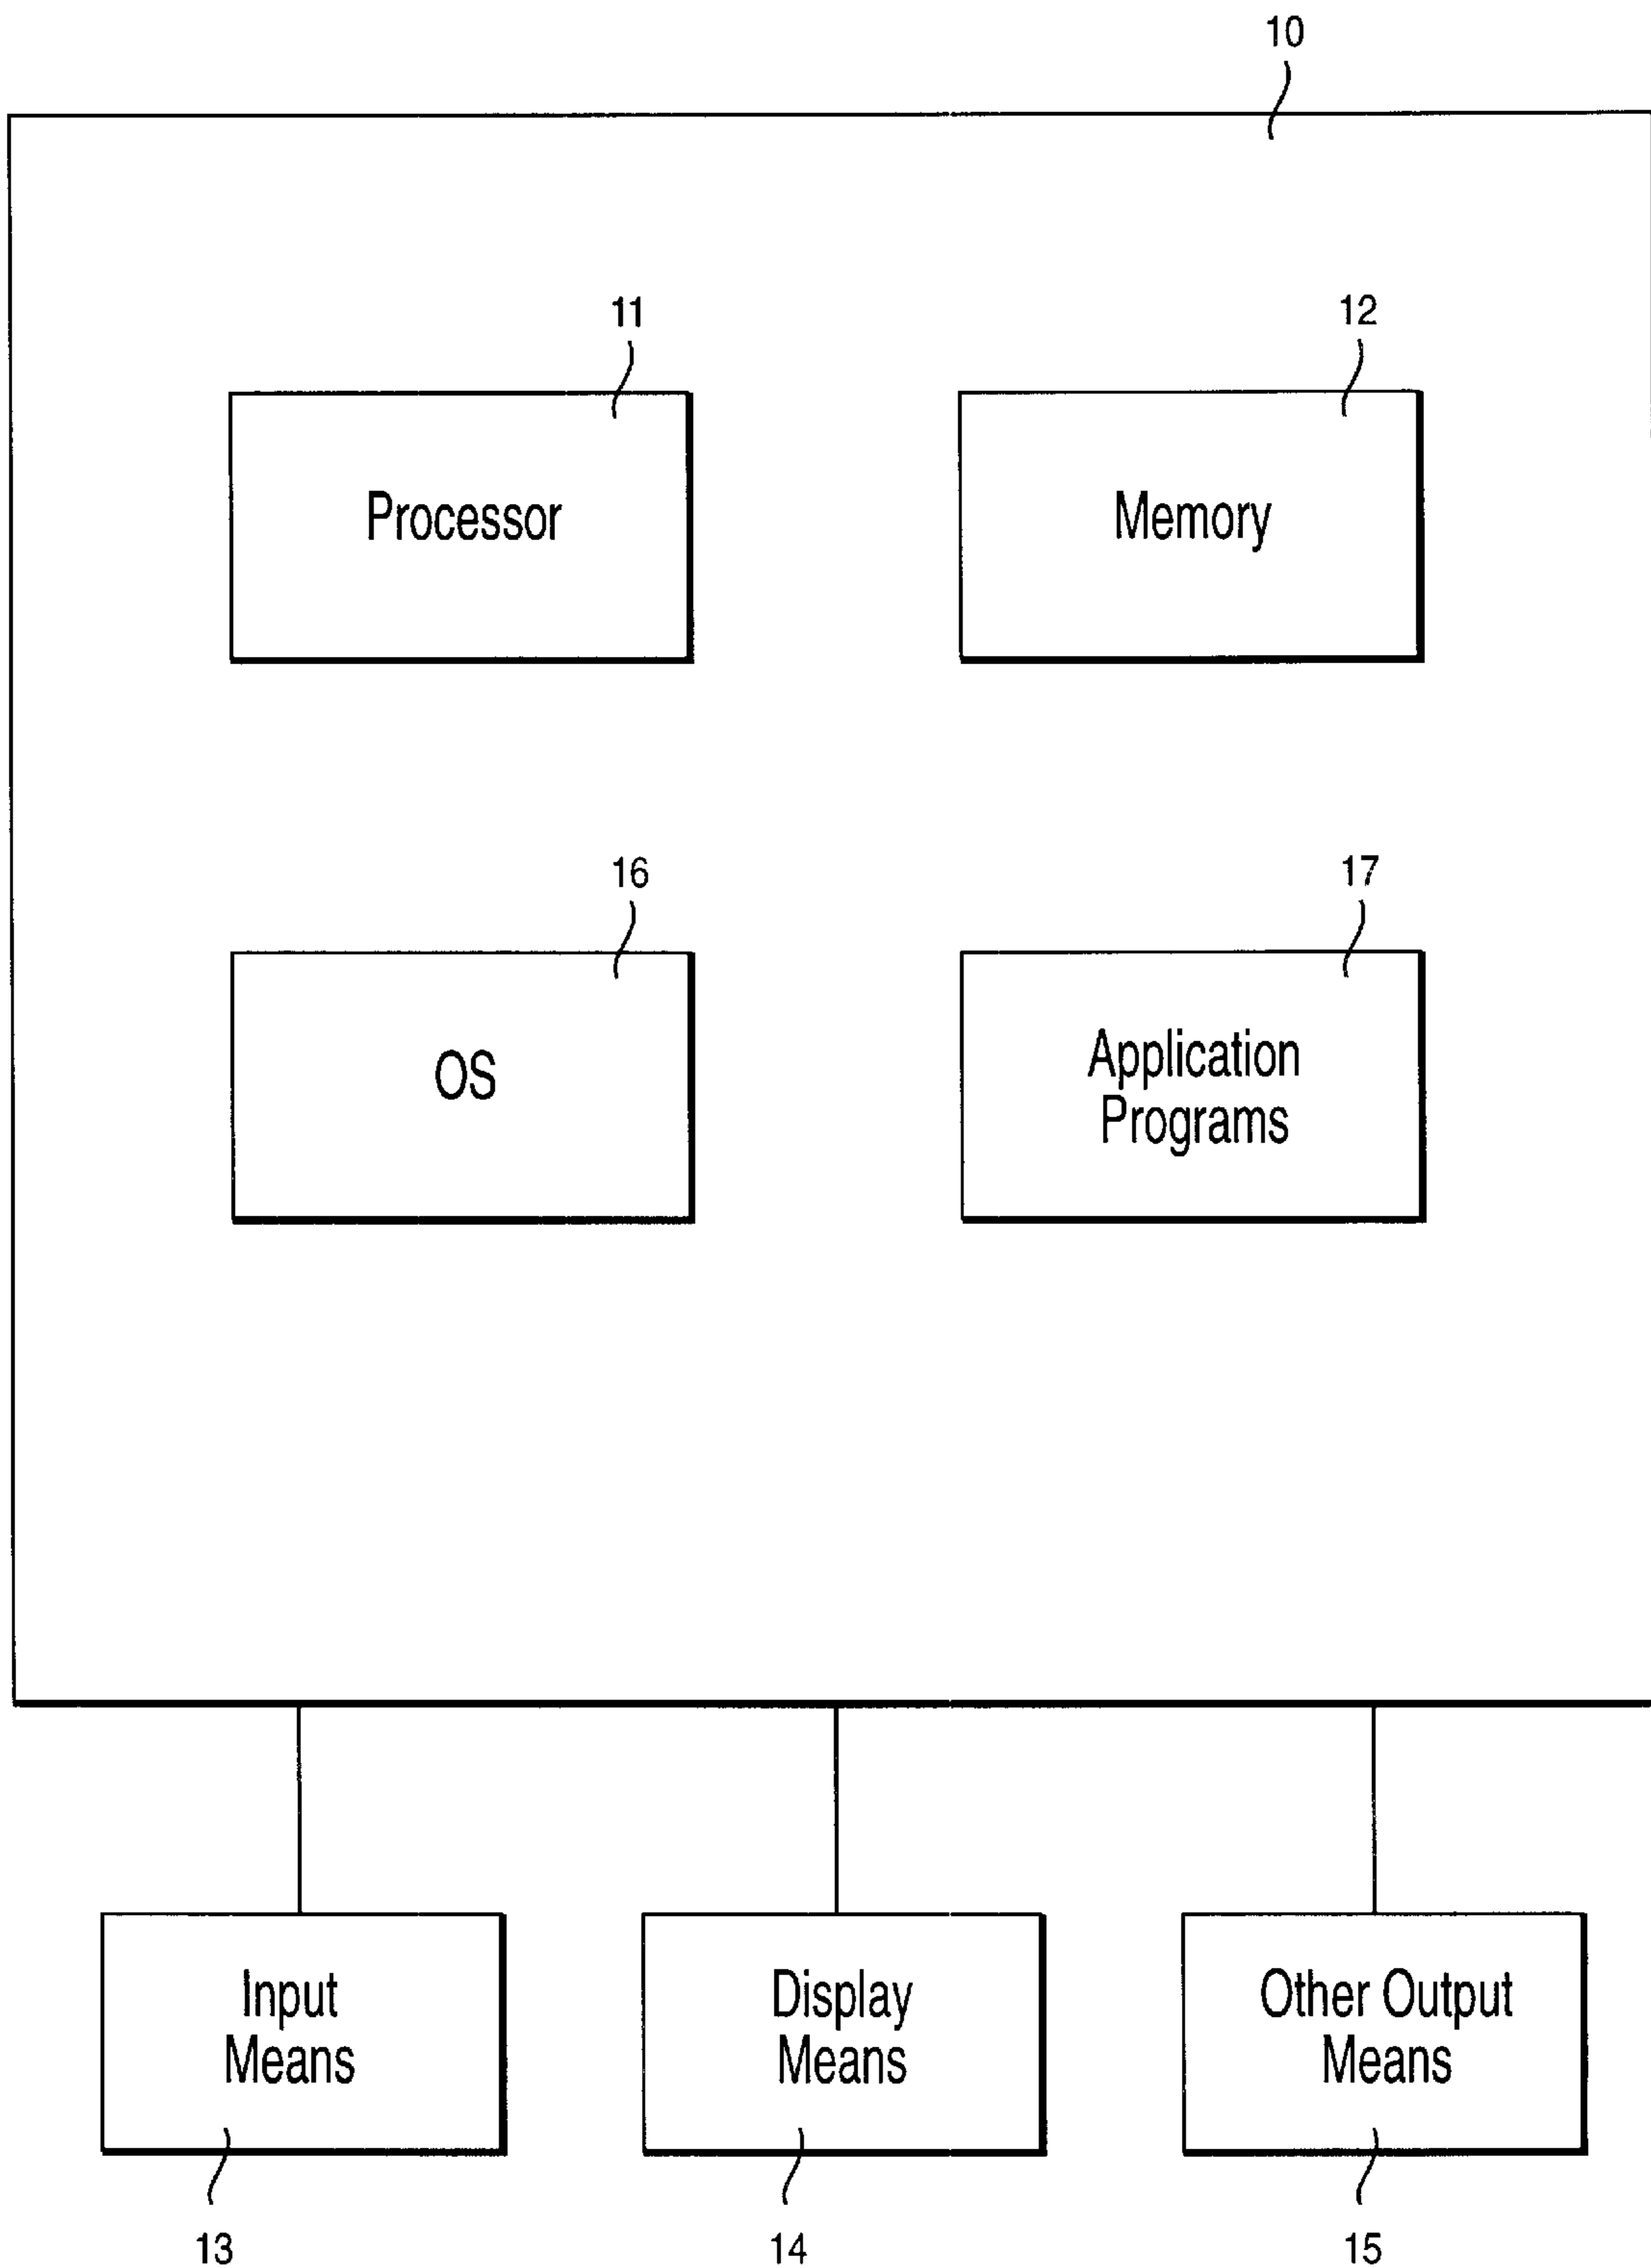 10
11
12
Processor
Memory
16
17
OS
Application
Programs
Input
Means
Display
Means
Other Output
Means
13
14
15